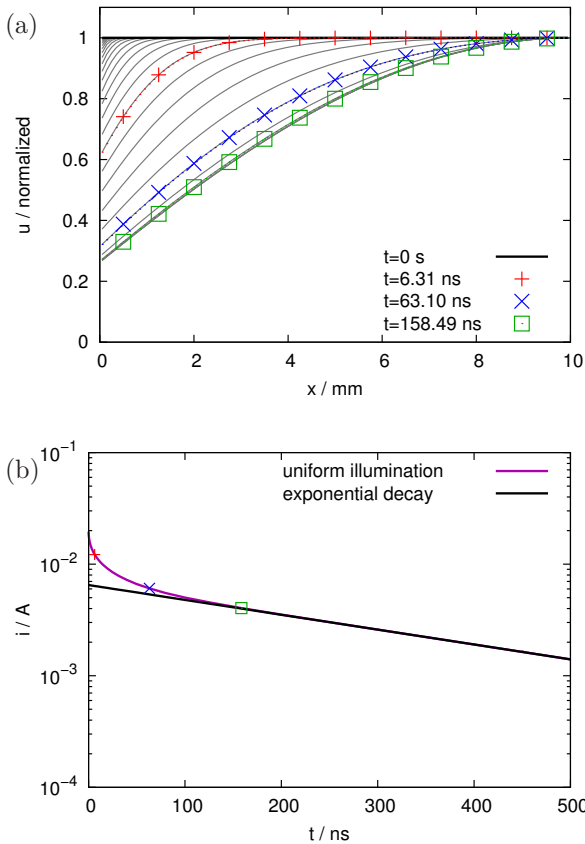 (a)
u / normalized
1
0.8
0.6
0.4
0.2
0
t=0 s
t=6.31 ns
t=63.10 ns
t=158.49 ns
0 2 4 6 8 10
x / mm
(b)
i / A
10⁻¹
10⁻²
10⁻³
10⁻⁴
uniform illumination
exponential decay
0 100 200 300 400 500
t / ns